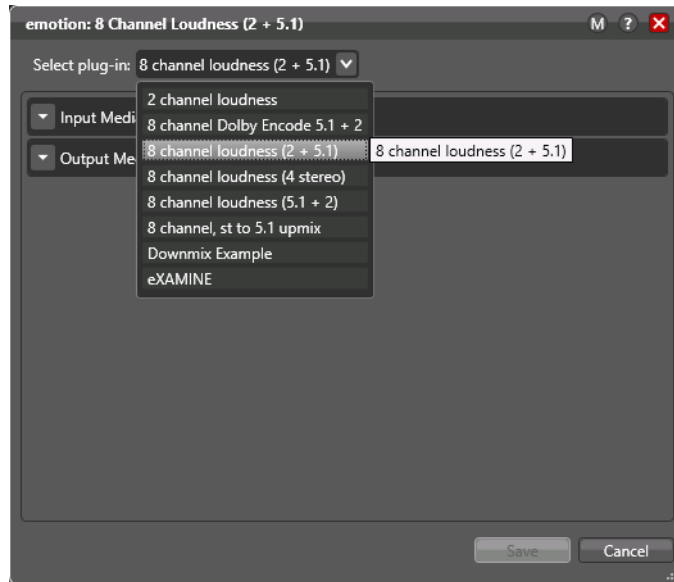 emotion: 8 Channel Loudness (2 + 5.1)
M ?
Select plug-in: 8 channel loudness (2 + 5.1)
2 channel loudness
Input Medi
8 channel Dolby Encode 5.1 + 2
8 channel loudness (2 + 5.1) 8 channel loudness (2 + 5.1)
Output Me
8 channel loudness (4 stereo)
8 channel loudness (5.1 + 2)
8 channel, st to 5.1 upmix
Downmix Example
eXAMINE
Save Cancel